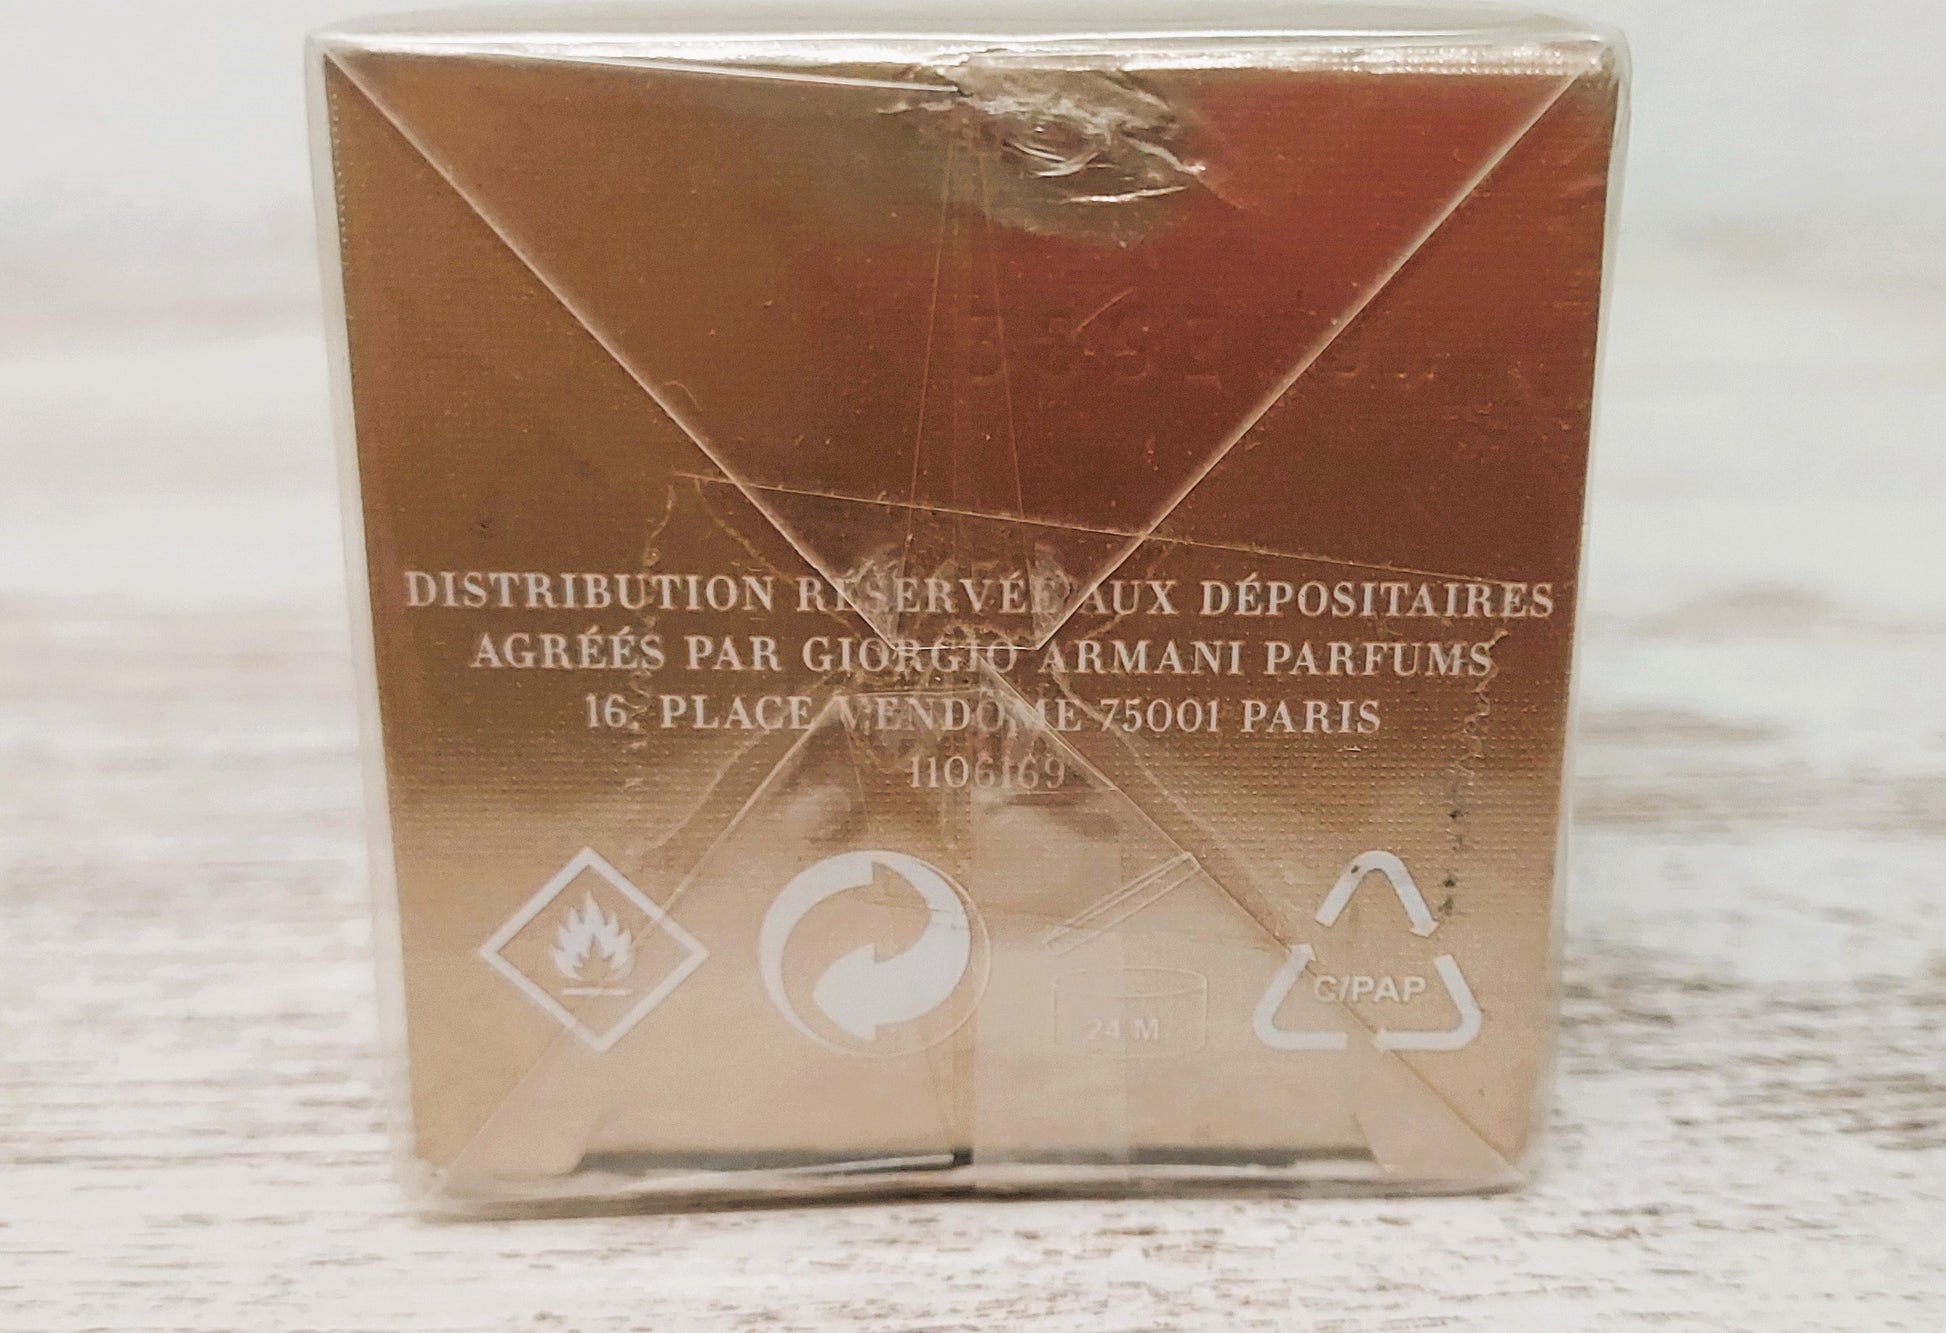 DISTRIBUTION RÉSERVÉE AUX DÉPOSITAIRES
AGRÉÉS PAR GIORGIO ARMANI PARFUMS
16, PLACE VENDÔME 75001 PARIS
1106169
24 M
C/PAP